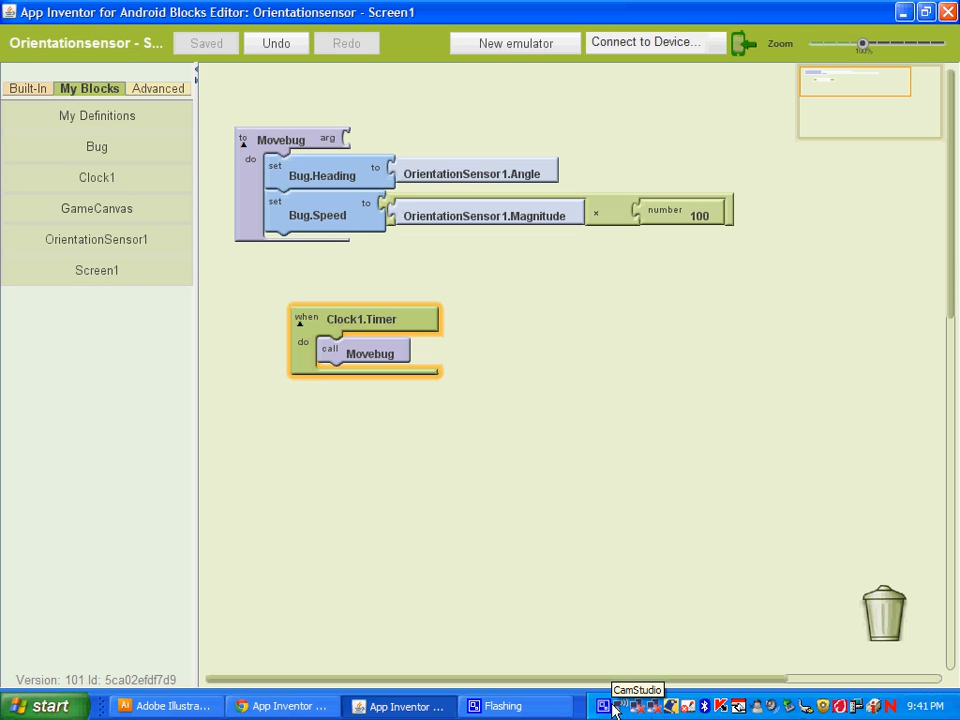 App Inventor for Android Blocks Editor: Orientationsensor - Screen1
Orientationsensor - S... Saved Undo Redo New emulator Connect to Device... Zoom 100%
Built-In My Blocks Advanced
My Definitions
Bug
Clock1
GameCanvas
OrientationSensor1
Screen1
to Movebug arg
do
set Bug.Heading to OrientationSensor1.Angle
set Bug.Speed to OrientationSensor1.Magnitude × number 100
when Clock1.Timer
do
call Movebug
Version: 101 Id: 5ca02efdf7d9
CamStudio
start Adobe Illustra... App Inventor ... App Inventor ... Flashing 9:41 PM